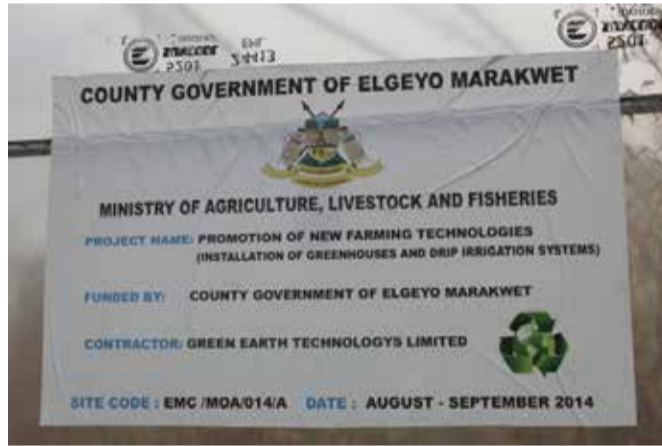 COUNTY GOVERNMENT OF ELGEYO MARAKWET
MINISTRY OF AGRICULTURE, LIVESTOCK AND FISHERIES
PROJECT NAME: PROMOTION OF NEW FARMING TECHNOLOGIES
(INSTALLATION OF GREENHOUSES AND DRIP IRRIGATION SYSTEMS)
FUNDED BY: COUNTY GOVERNMENT OF ELGEYO MARAKWET
CONTRACTOR: GREEN EARTH TECHNOLOGYS LIMITED
SITE CODE : EMC /MOA/014/A DATE : AUGUST - SEPTEMBER 2014